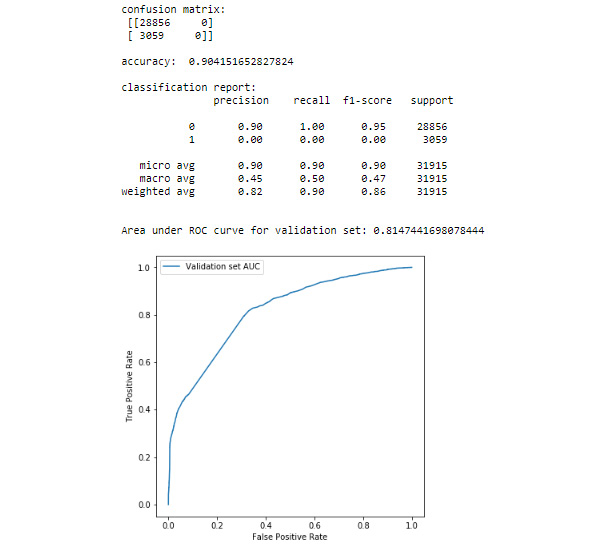 confusion matrix:
[[28856 0]
[ 3059 0]]
accuracy: 0.904151652827824
classification report:
precision recall f1-score support
0 0.90 1.00 0.95 28856
1 0.00 0.00 0.00 3059
micro avg 0.90 0.90 0.90 31915
macro avg 0.45 0.50 0.47 31915
weighted avg 0.82 0.90 0.86 31915
Area under ROC curve for validation set: 0.8147441698078444
Validation set AUC
1.0
0.8
0.6
0.4
0.2
0.0
True Positive Rate
0.0 0.2 0.4 0.6 0.8 1.0
False Positive Rate